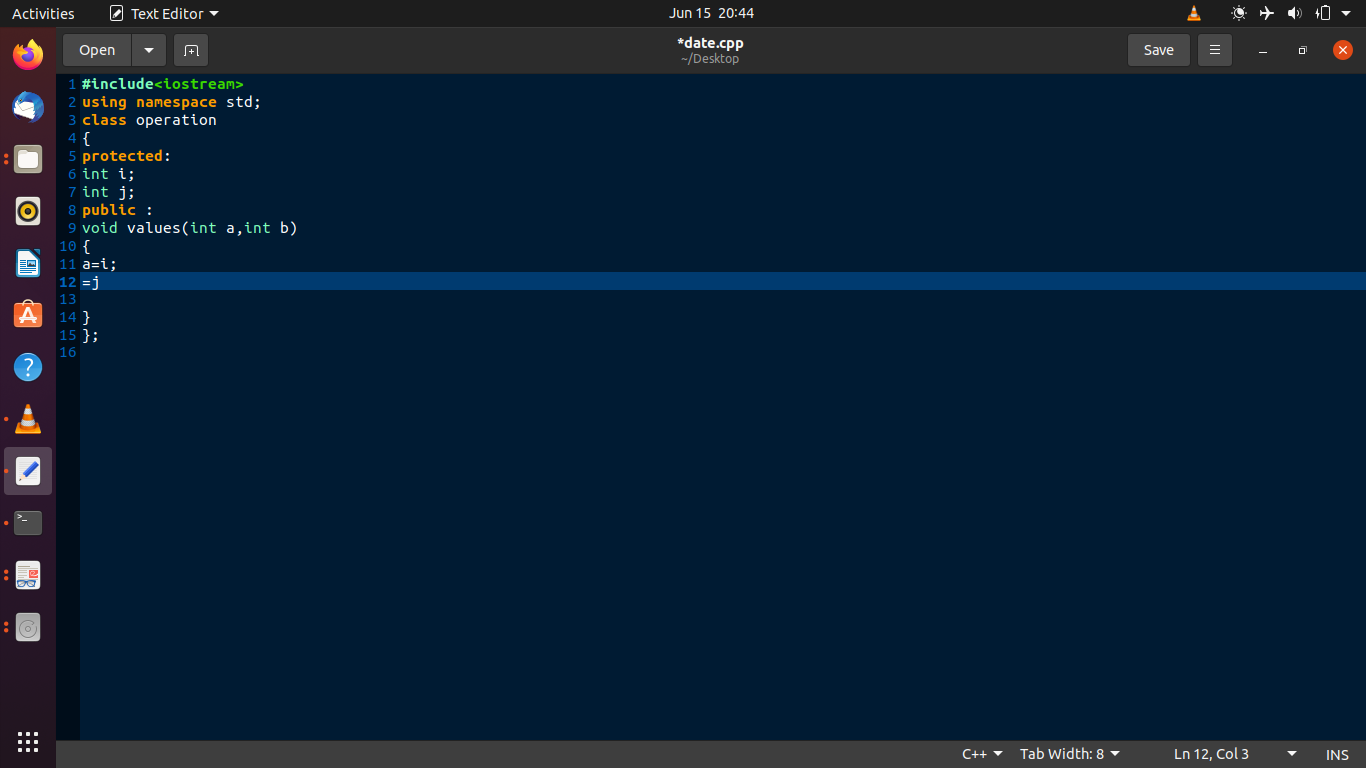 Activities
Text Editor
Jun 15 20:44
Open
*date.cpp
~/Desktop
Save
1 #include<iostream>
2 using namespace std;
3 class operation
4 {
5 protected:
6 int i;
7 int j;
8 public :
9 void values(int a,int b)
10 {
11 a=i;
12 =j
13
14 }
15 };
16
C++
Tab Width: 8
Ln 12, Col 3
INS